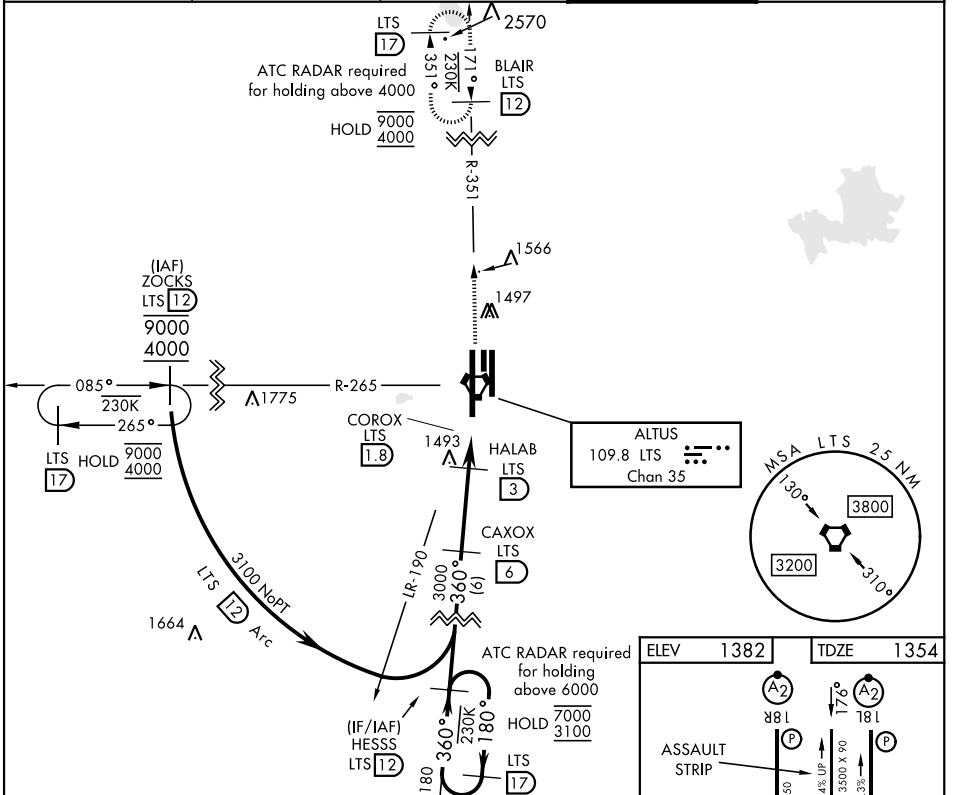 LTS
17
2570
ATC RADAR required
for holding above 4000
351°
230K
171°
BLAIR
LTS
12
HOLD 9000
4000
R-351
1566
1497
(IAF)
ZOCKS
LTS 12
9000
4000
085°
230K
265°
R-265
1775
LTS
17
HOLD 9000
4000
COROX
LTS
1.8
1493
HALAB
LTS
3
ALTUS
109.8 LTS
Chan 35
MSA LTS 25 NM
130°
3800
3200
310°
CAXOX
LTS
6
3000
360°
(6)
LR-190
3100 NoPT
LTS 12 Arc
1664
ATC RADAR required
for holding
above 6000
HOLD 7000
3100
(IF/IAF)
HESSS
LTS 12
360°
230K
180°
180
LTS
17
ELEV 1382
TDZE 1354
A2
176°
A2
18R
18L
P
P
ASSAULT
STRIP
50
4% UP
3500 X 90
.3%